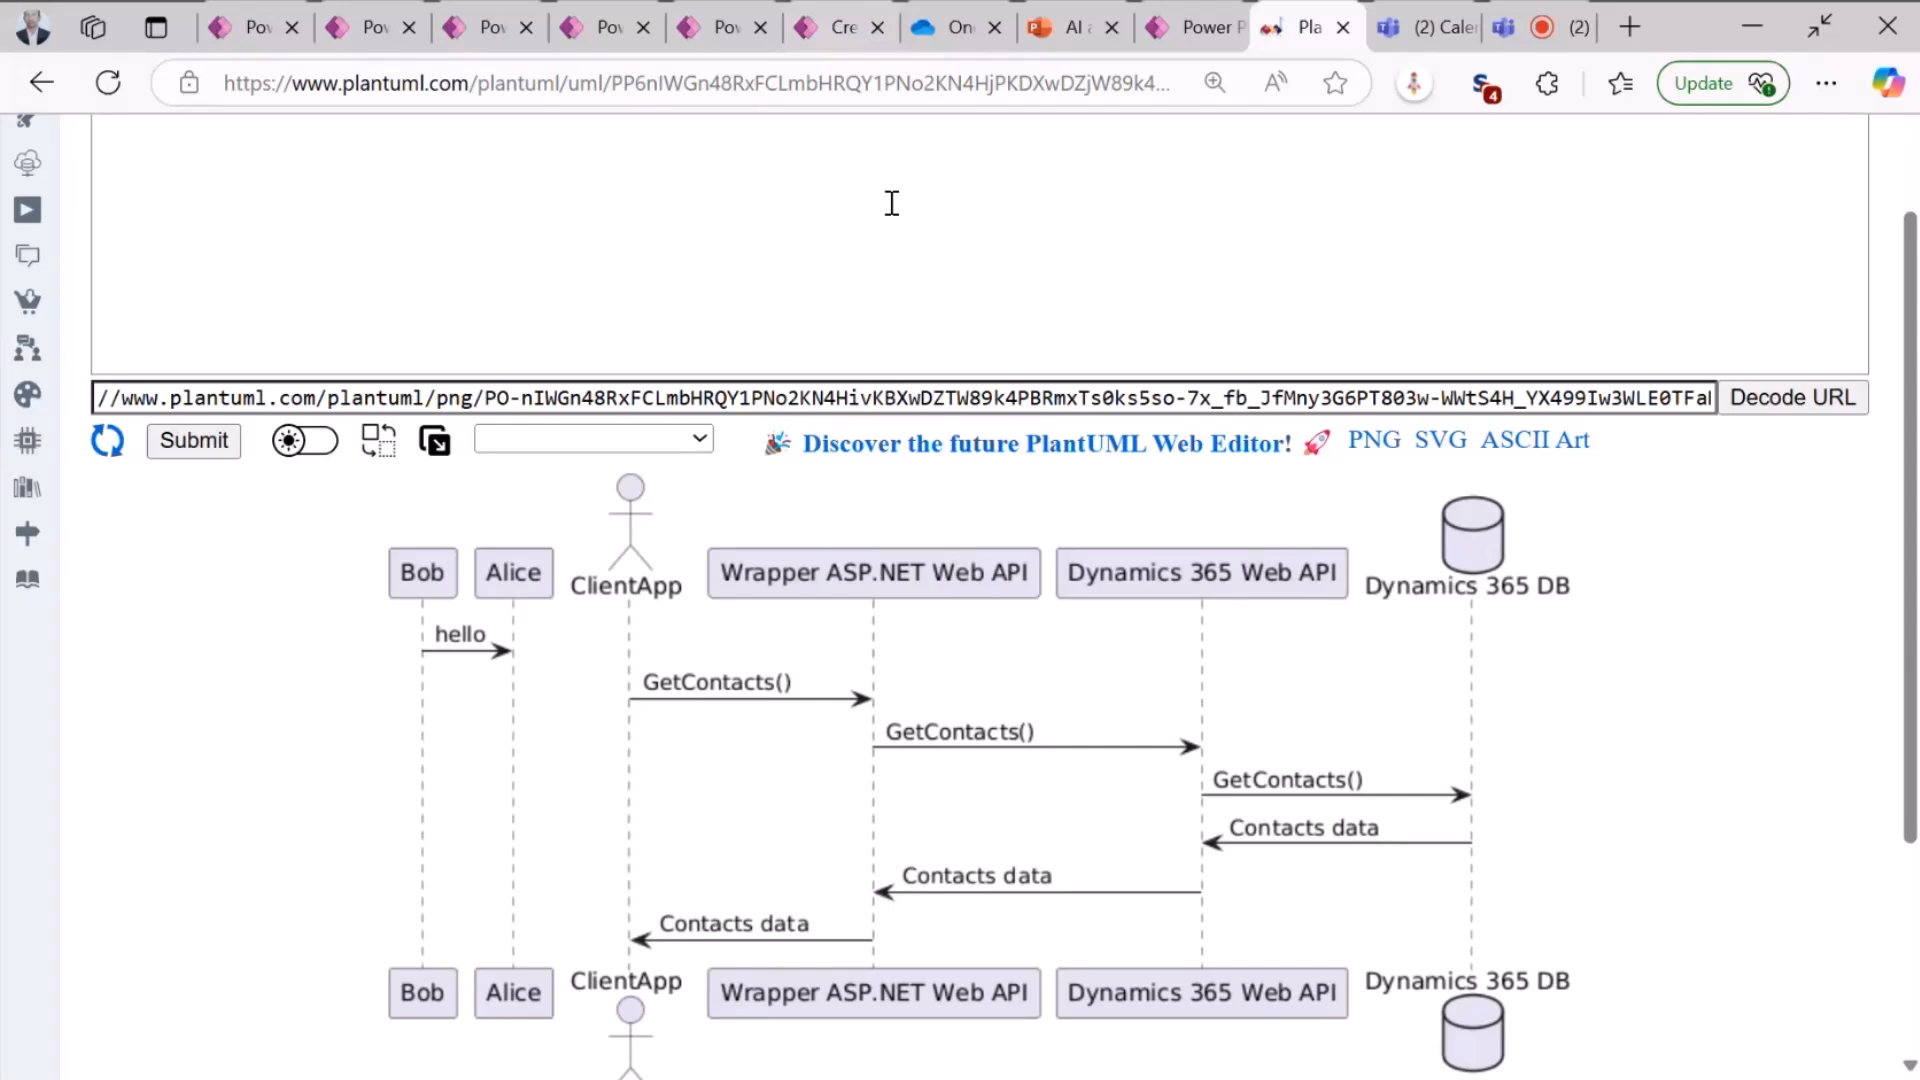 Pov Pov Pov Pov Pov Cre On AI a Power P Pla (2) Caler (2)
https://www.plantuml.com/plantuml/uml/PP6nIWGn48RxFCLmbHRQY1PNo2KN4HjPKDXwDZjW89k4... Update
4
//www.plantuml.com/plantuml/png/PO-nIWGn48RxFCLmbHRQY1PNo2KN4HivKBXwDZTW89k4PBRmxTs0ks5so-7x_fb_JfMny3G6PT803w-WWtS4H_YX499Iw3WLE0TFa Decode URL
Submit Discover the future PlantUML Web Editor! PNG SVG ASCII Art
Bob Alice ClientApp Wrapper ASP.NET Web API Dynamics 365 Web API Dynamics 365 DB
hello
GetContacts()
GetContacts()
GetContacts()
Contacts data
Contacts data
Contacts data
Bob Alice ClientApp Wrapper ASP.NET Web API Dynamics 365 Web API Dynamics 365 DB